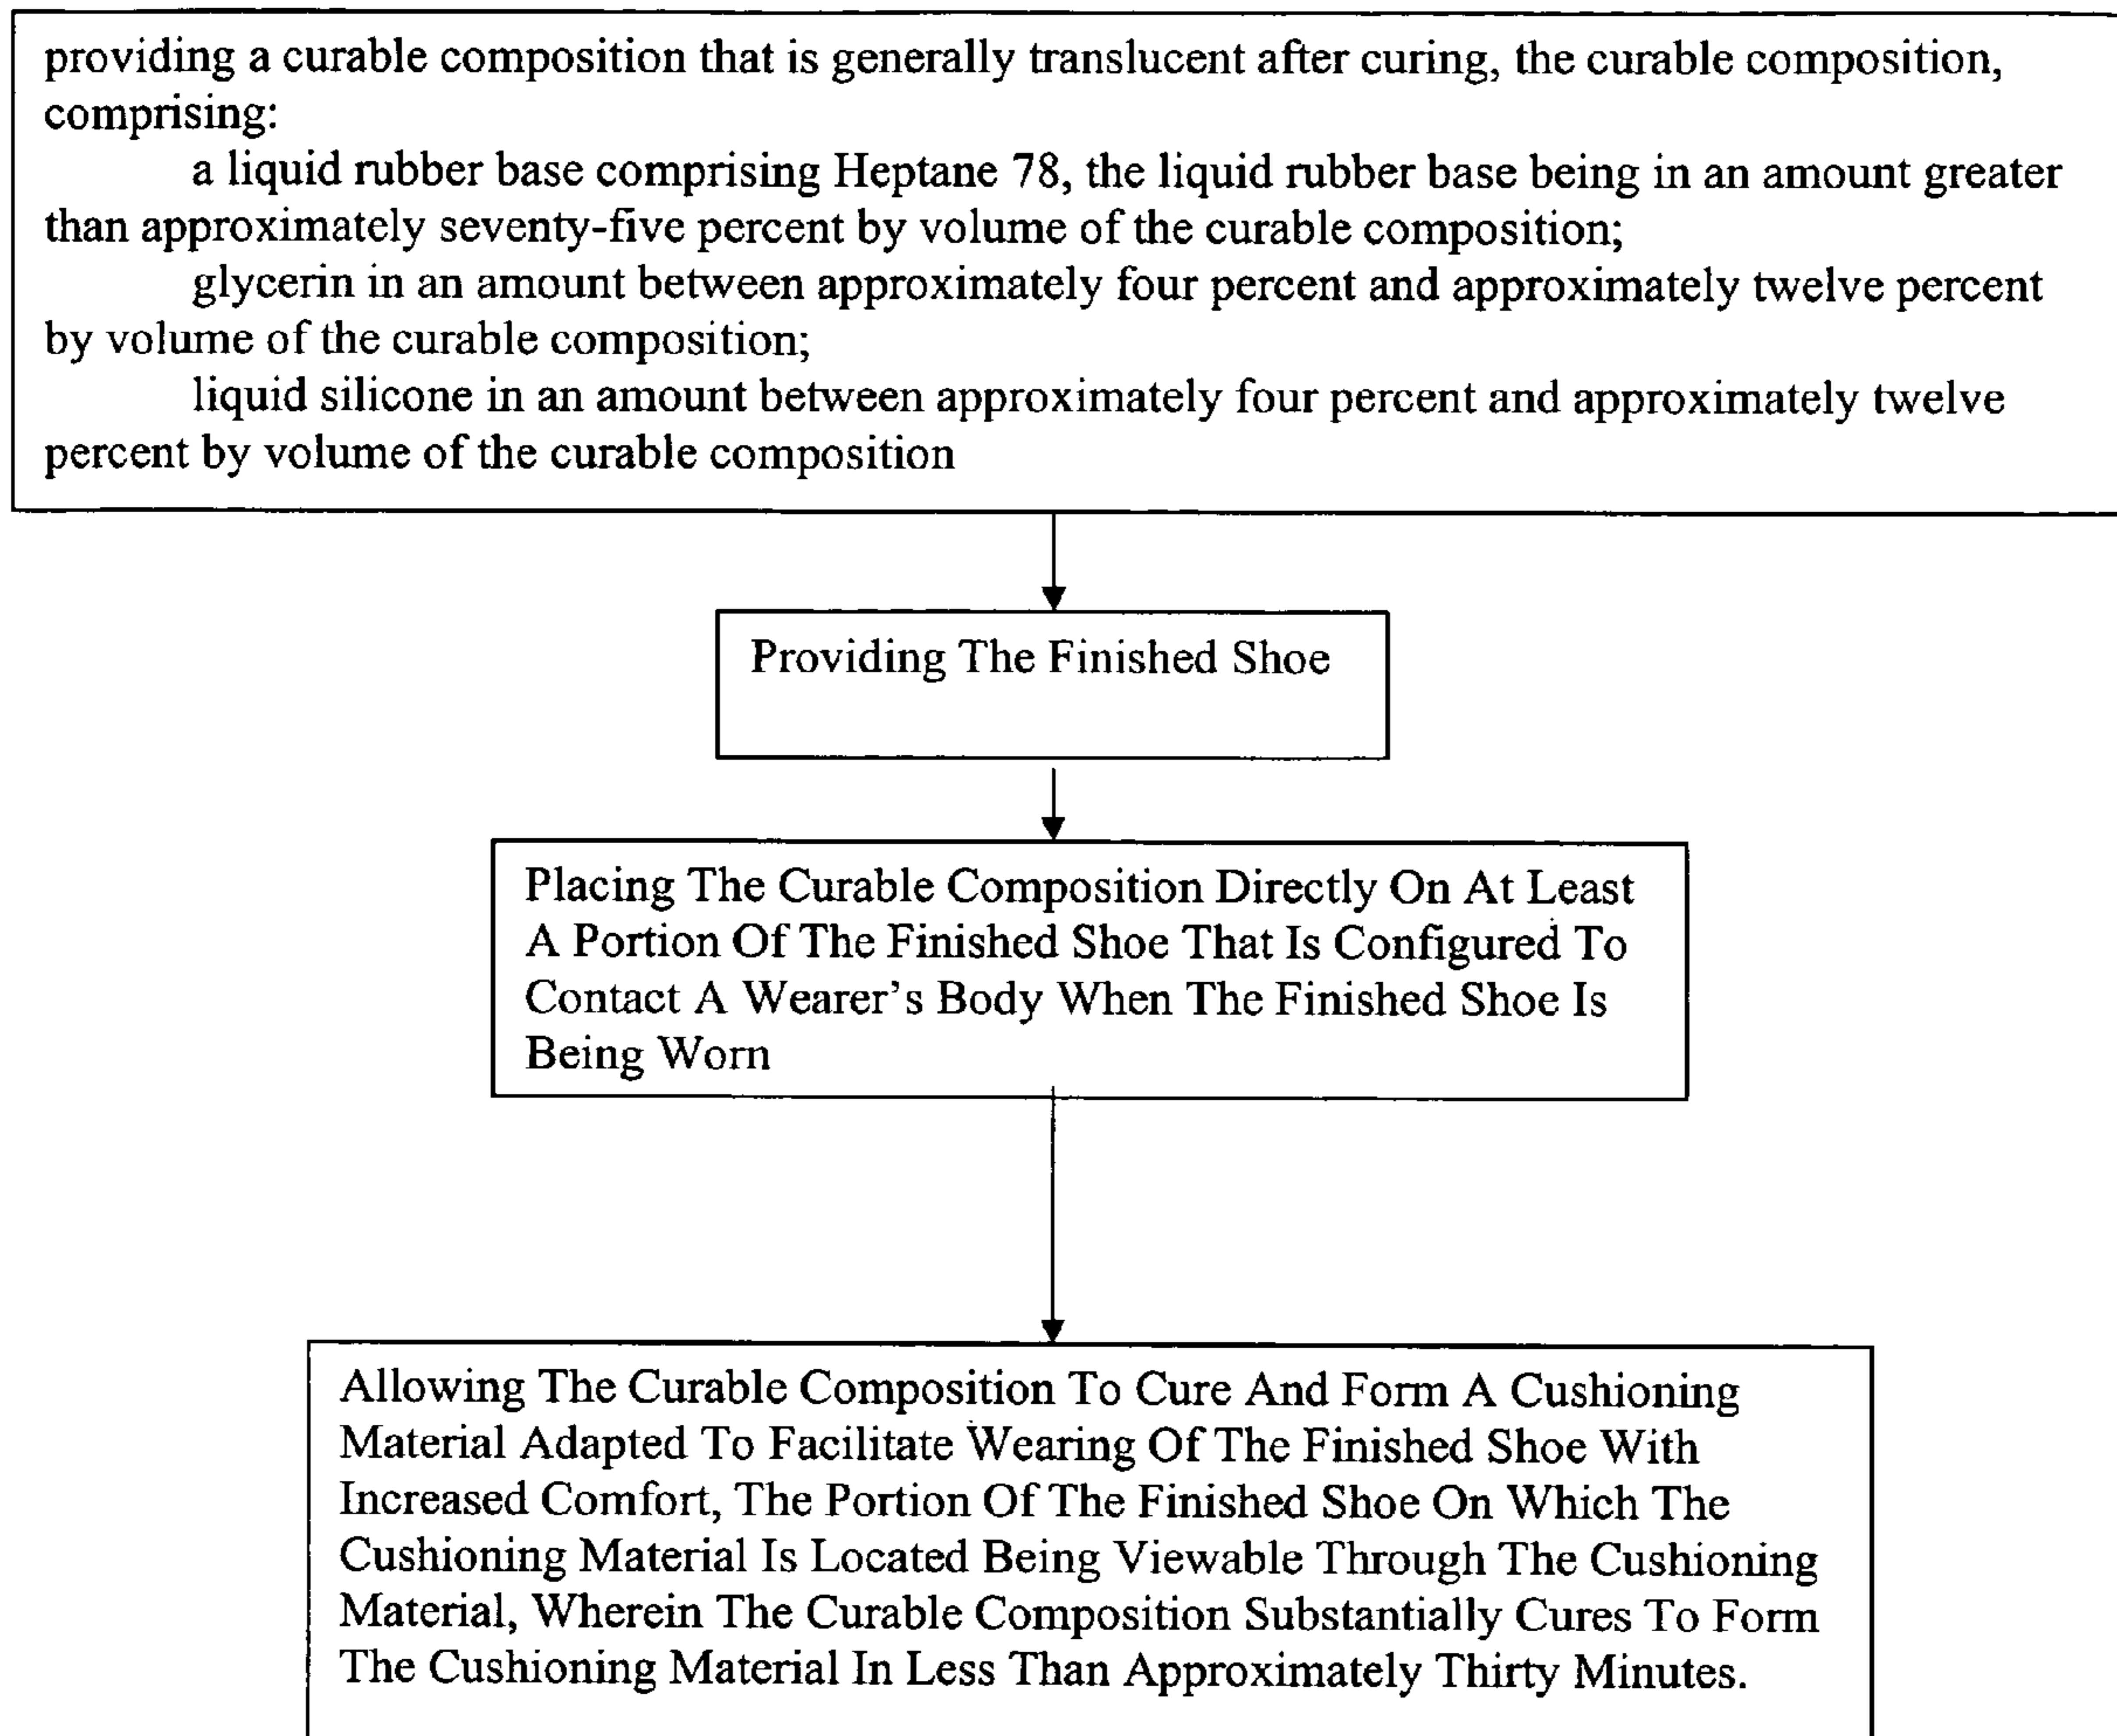 providing a curable composition that is generally translucent after curing, the curable composition,
comprising:
a liquid rubber base comprising Heptane 78, the liquid rubber base being in an amount greater
than approximately seventy-five percent by volume of the curable composition;
glycerin in an amount between approximately four percent and approximately twelve percent
by volume of the curable composition;
liquid silicone in an amount between approximately four percent and approximately twelve
percent by volume of the curable composition
Providing The Finished Shoe
Placing The Curable Composition Directly On At Least
A Portion Of The Finished Shoe That Is Configured To
Contact A Wearer's Body When The Finished Shoe Is
Being Worn
Allowing The Curable Composition To Cure And Form A Cushioning
Material Adapted To Facilitate Wearing Of The Finished Shoe With
Increased Comfort, The Portion Of The Finished Shoe On Which The
Cushioning Material Is Located Being Viewable Through The Cushioning
Material, Wherein The Curable Composition Substantially Cures To Form
The Cushioning Material In Less Than Approximately Thirty Minutes.